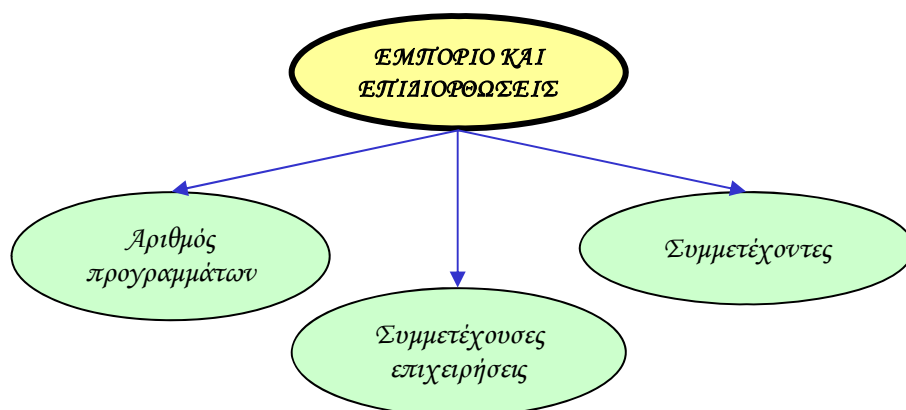 ΕΜΠΟΡΙΟ ΚΑΙ
ΕΠΙΔΙΟΡΘΩΣΕΙΣ
Αριθμός
προγραμμάτων
Συμμετέχοντες
Συμμετέχουσες
επιχειρήσεις